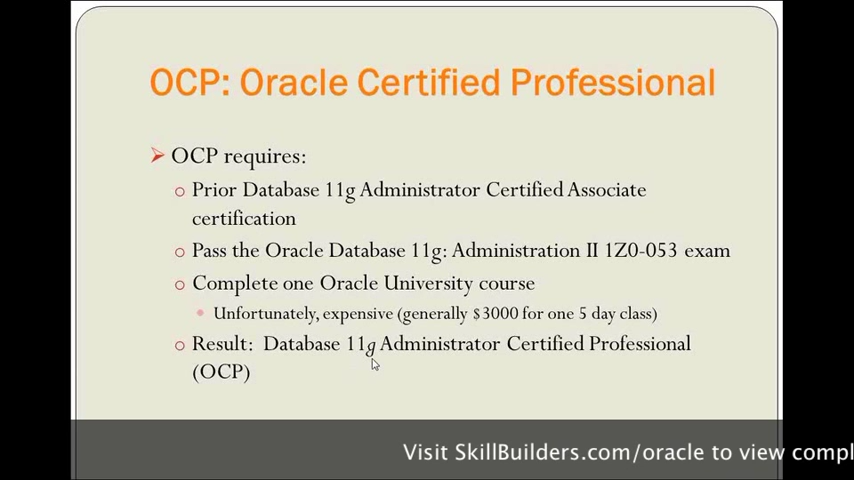 OCP: Oracle Certified Professional
OCP requires:
Prior Database 11g Administrator Certified Associate
certification
Pass the Oracle Database 11g: Administration II 1Z0-053 exam
Complete one Oracle University course
Unfortunately, expensive (generally $3000 for one 5 day class)
Result: Database 11g Administrator Certified Professional
(OCP)
Visit SkillBuilders.com/oracle to view compl